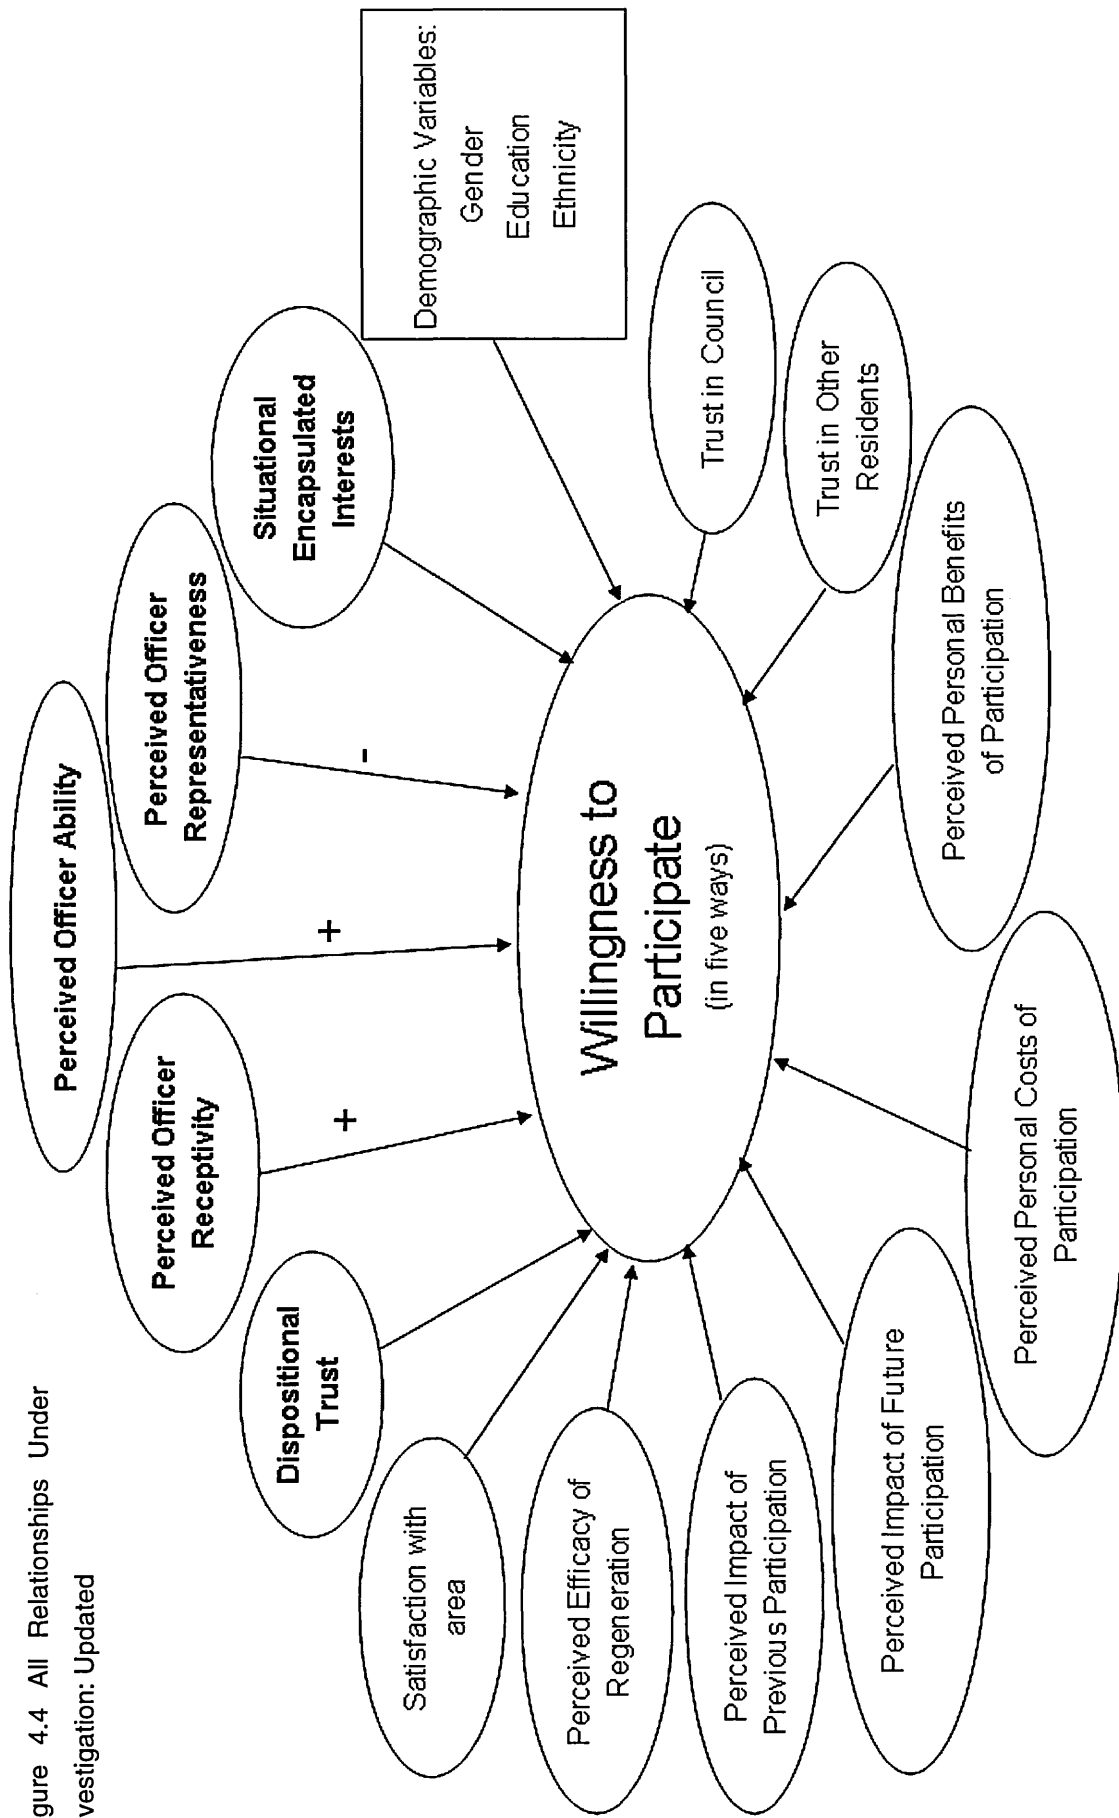 gure 4.4 All Relationships Under
vestigation: Updated
Perceived Officer Ability
Perceived Officer
Receptivity
Perceived Officer
Representativeness
Dispositional
Trust
Situational
Encapsulated
Interests
+
+
-
Satisfaction with
area
Demographic Variables:
Gender
Education
Ethnicity
Perceived Efficacy of
Regeneration
Willingness to
Participate
(in five ways)
Perceived Impact of
Previous Participation
Trust in Council
Trust in Other
Residents
Perceived Impact of Future
Participation
Perceived Personal Benefits
of Participation
Perceived Personal Costs of
Participation